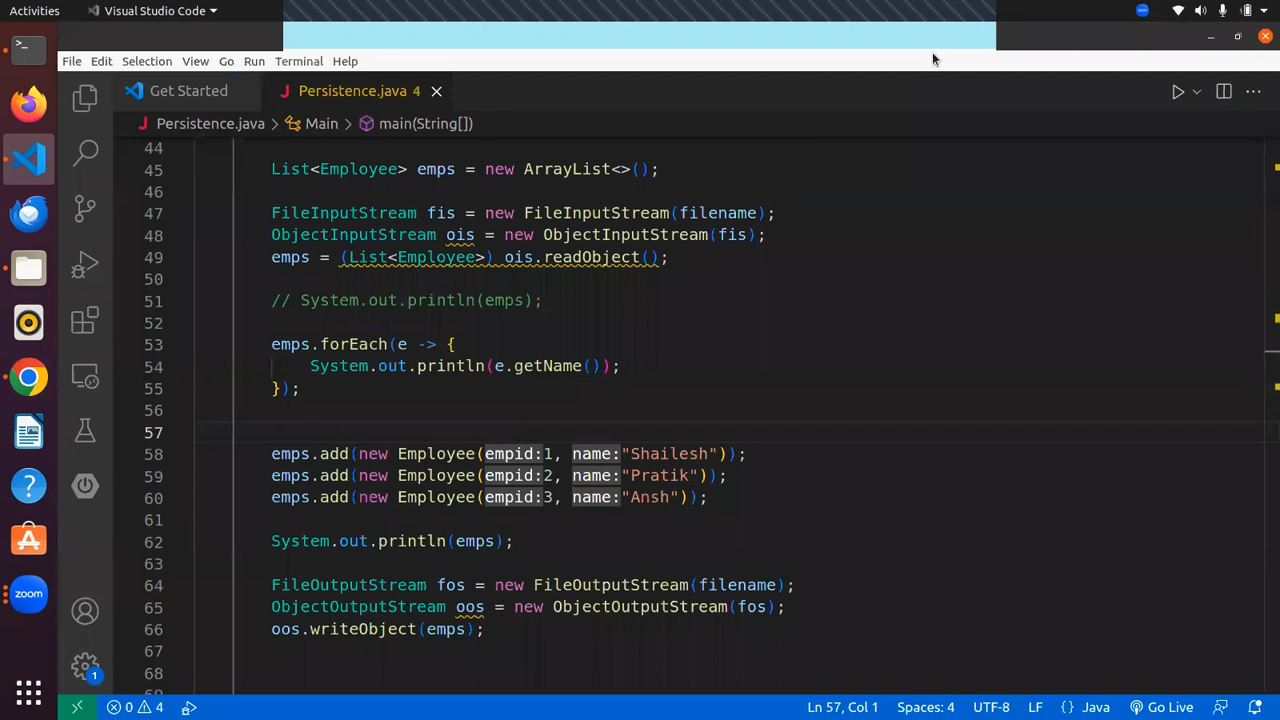 Activities Visual Studio Code
File Edit Selection View Go Run Terminal Help
Get Started Persistence.java 4
Persistence.java > Main > main(String[])
44
45 List<Employee> emps = new ArrayList<>();
46
47 FileInputStream fis = new FileInputStream(filename);
48 ObjectInputStream ois = new ObjectInputStream(fis);
49 emps = (List<Employee>) ois.readObject();
50
51 // System.out.println(emps);
52
53 emps.forEach(e -> {
54 System.out.println(e.getName());
55 });
56
57
58 emps.add(new Employee(empid:1, name:"Shailesh"));
59 emps.add(new Employee(empid:2, name:"Pratik"));
60 emps.add(new Employee(empid:3, name:"Ansh"));
61
62 System.out.println(emps);
63
64 FileOutputStream fos = new FileOutputStream(filename);
65 ObjectOutputStream oos = new ObjectOutputStream(fos);
66 oos.writeObject(emps);
67
68
69
zoom
1
0 4 Ln 57, Col 1 Spaces: 4 UTF-8 LF {} Java Go Live